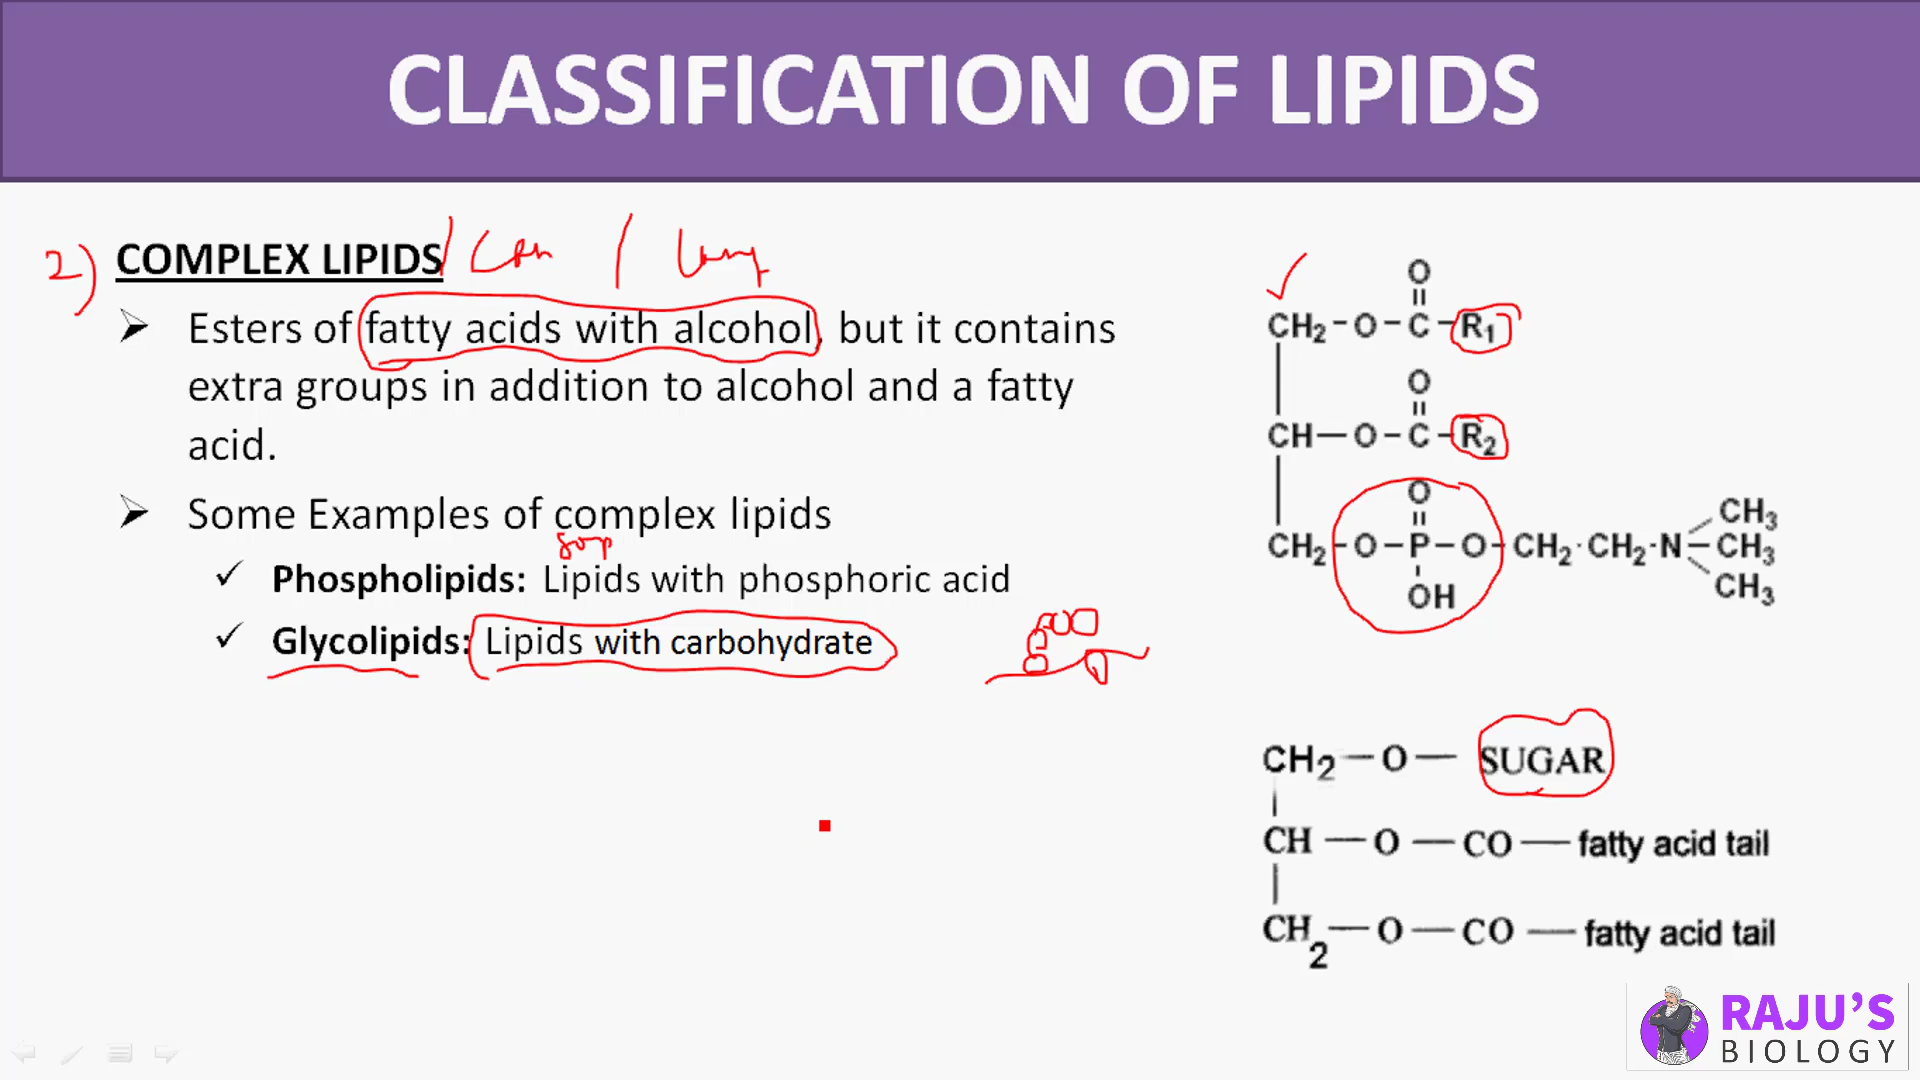 CLASSIFICATION OF LIPIDS
2) COMPLEX LIPIDS
Esters of fatty acids with alcohol, but it contains
extra groups in addition to alcohol and a fatty
acid.
Some Examples of complex lipids
Phospholipids: Lipids with phosphoric acid
Glycolipids: Lipids with carbohydrate
O
CH2-O-C-R1
O
CH—O-C-R2
O
CH2-O-P-O-CH2·CH2·N
CH3
CH3
CH3
OH
CH2—O—SUGAR
CH—O—CO—fatty acid tail
CH2—O—CO—fatty acid tail
RAJU'S
BIOLOGY